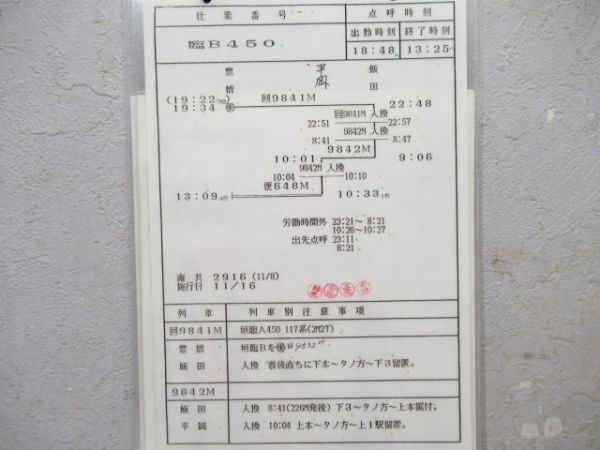 仕業番号 点呼時刻
出勤時刻 終了時刻
臨B450 18:48 13:25
豊橋 平岡 飯田
(19:22 回9841M 22:48
19:34
回9841M 入換
22:51 22:57
9842M 入換
8:41 8:47
9842M
10:01 9:06
9842M 入換
10:04 10:10
便648M
13:09 10:33
労働時間外 23:21～ 8:21
10:26～10:27
出先点呼 23:11
8:21
2916 (11/8)
施行日 11/16
列車 列車別注意事項
回9841M 垣臨A450 117系(2M2T)
豊橋 垣臨Bを
飯田 入換 着後直ちに下本～タノ方～下3留置。
9842M
飯田 入換 8:41(226M発後)下3～タノ方～上本据付。
平岡 入換 10:04 上本～タノ方～上1駅留置。